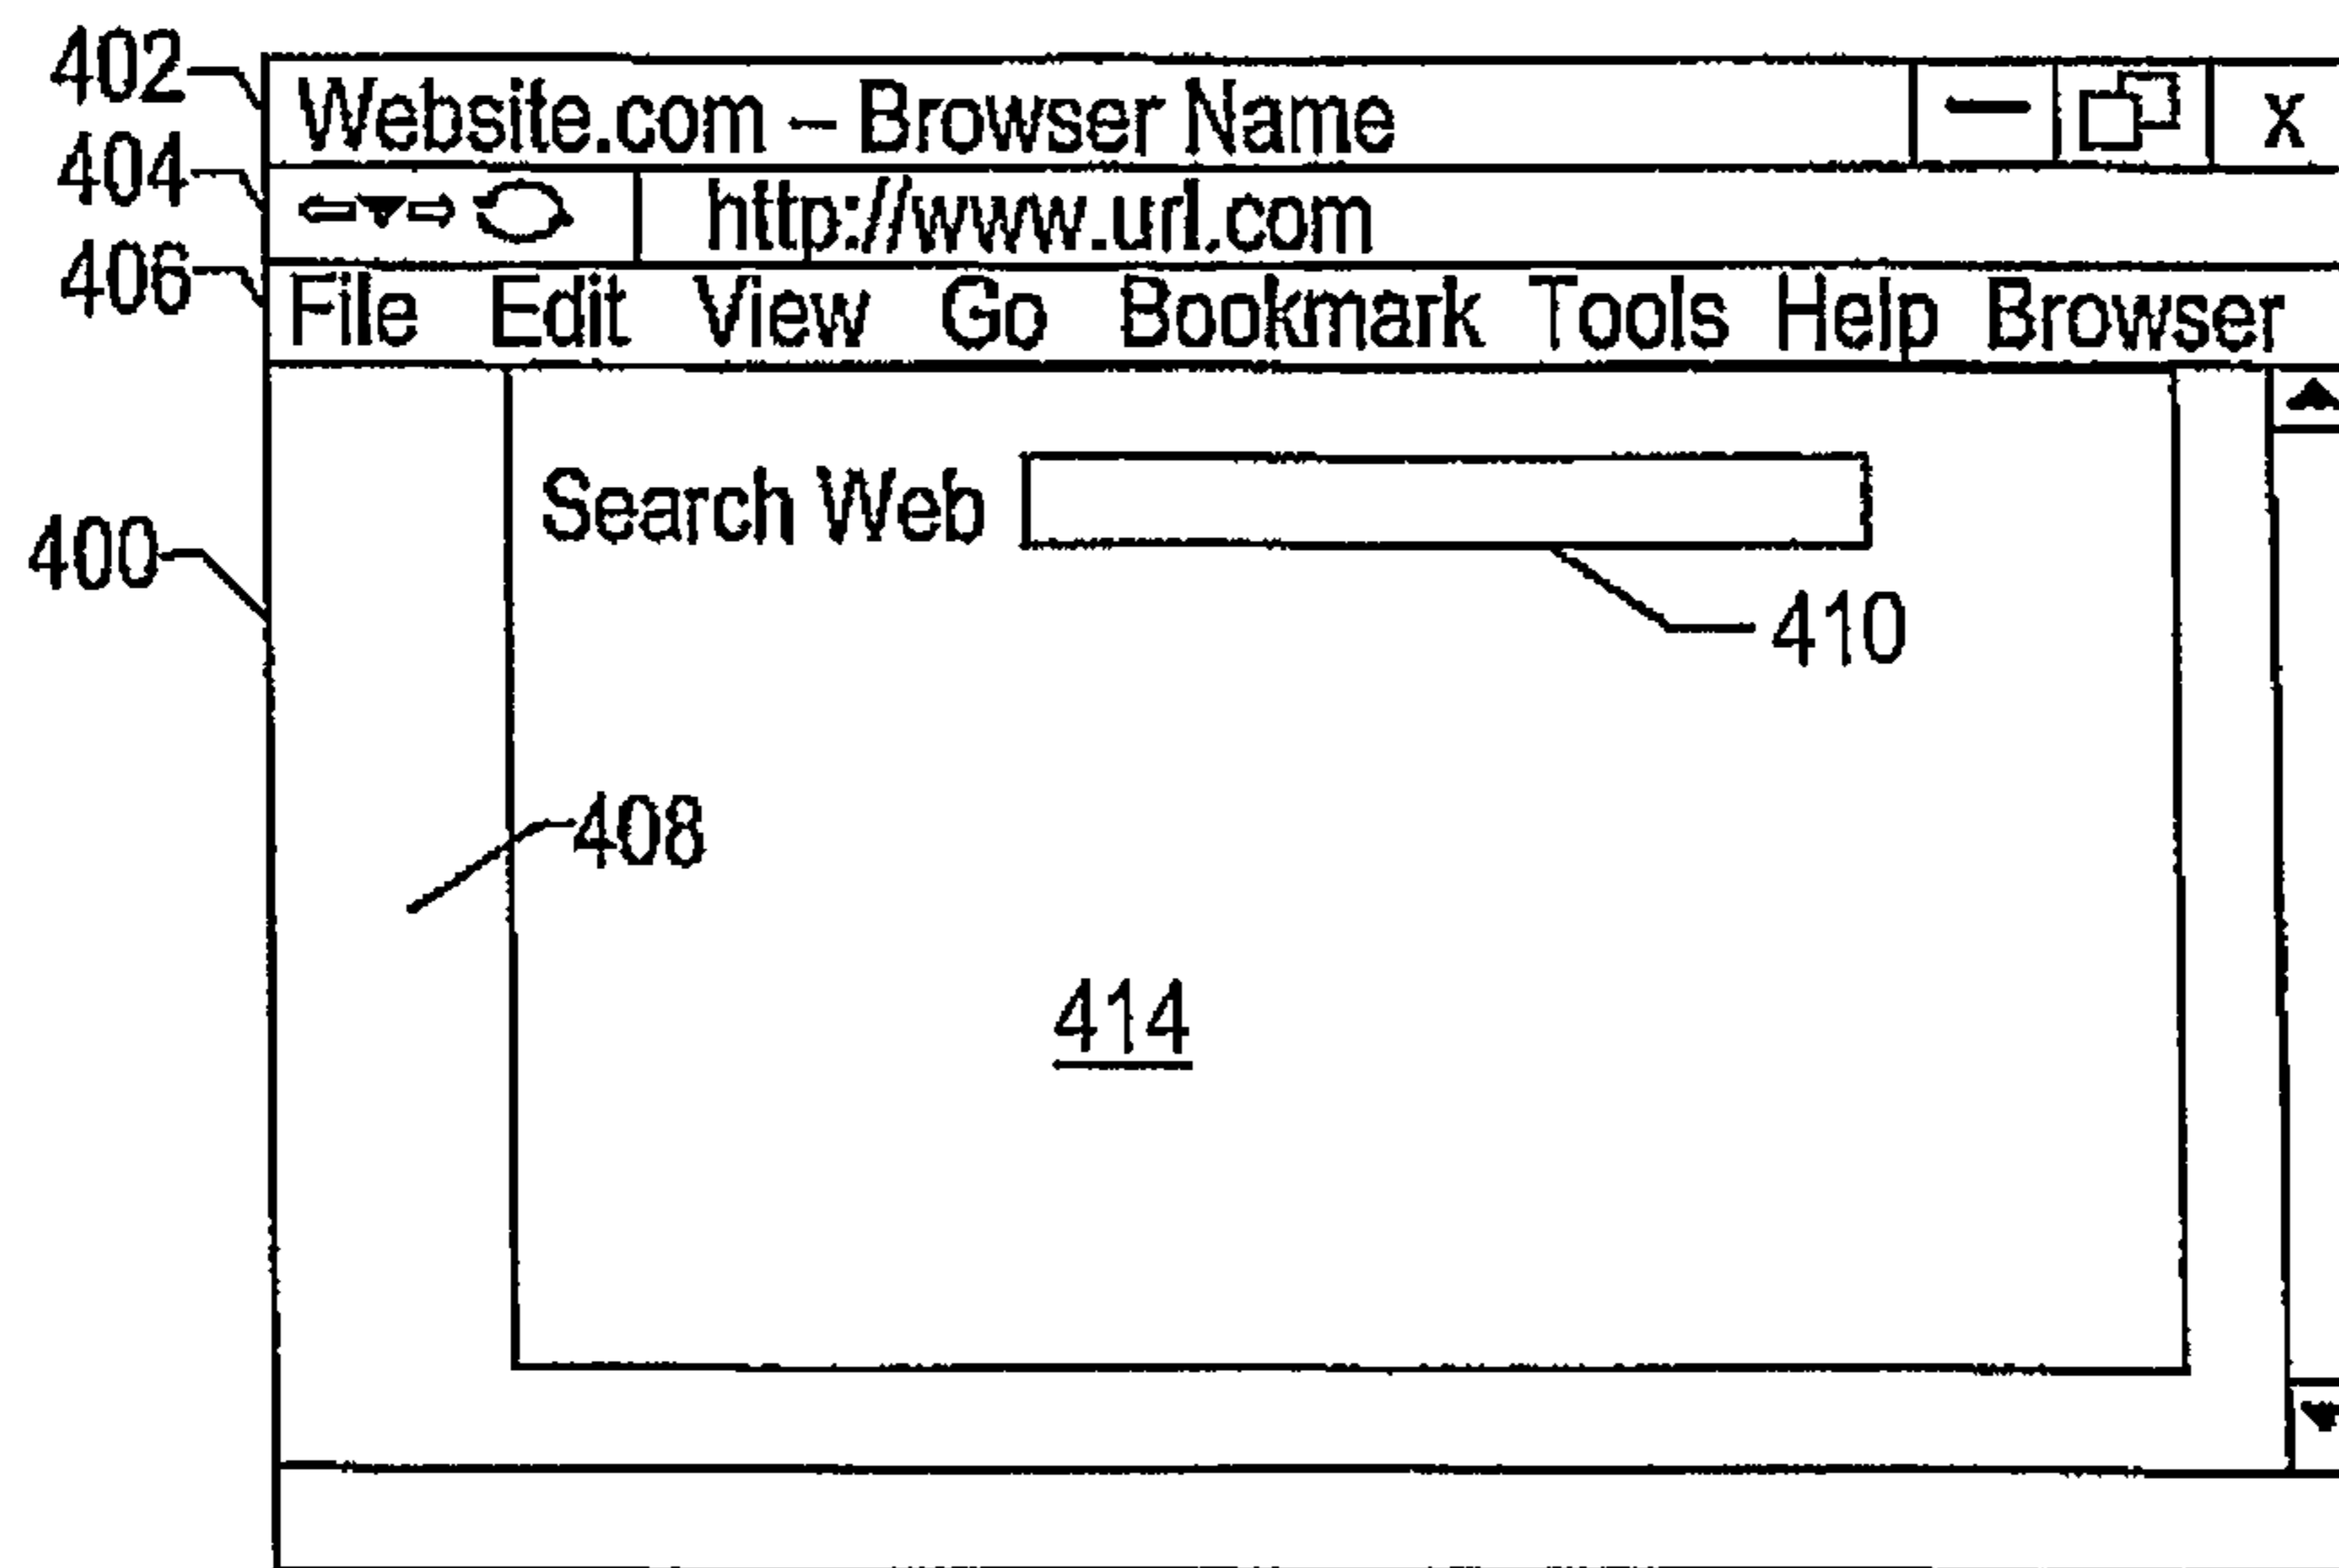 402
Website.com – Browser Name x
404
http://www.url.com
406
File Edit View Go Bookmark Tools Help Browser
Search Web
400
410
408
414